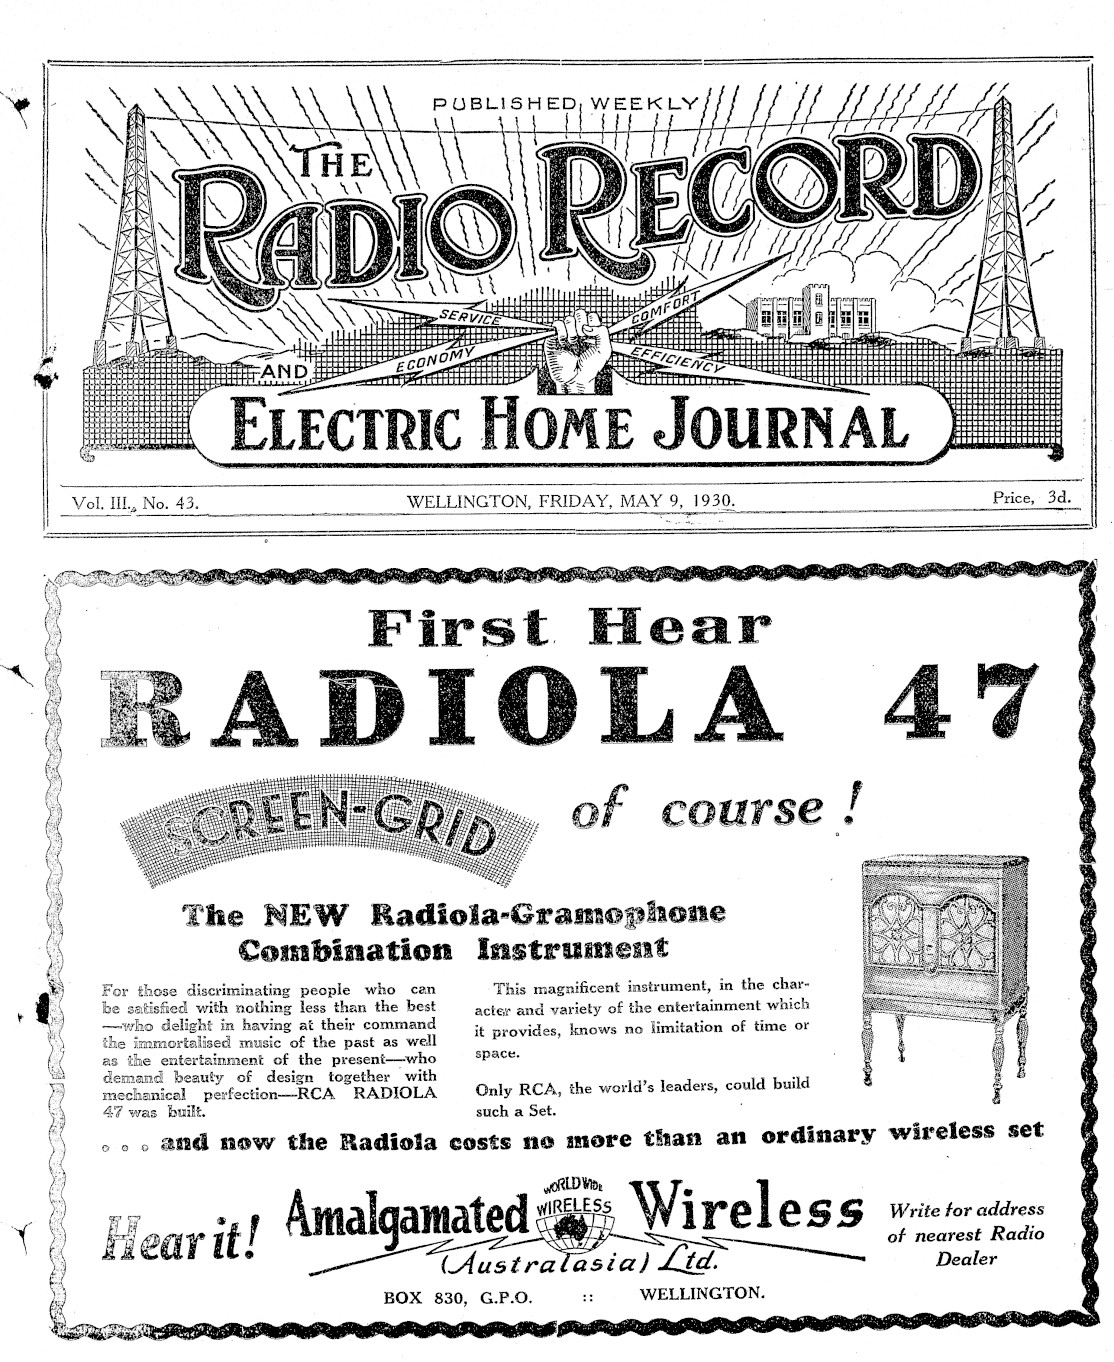 PUBLISHED WEEKLY
THE
RADIO RECORD
SERVICE
COMFORT
ECONOMY
EFFICIENCY
AND
ELECTRIC HOME JOURNAL
Vol. III., No. 43.
WELLINGTON, FRIDAY, MAY 9, 1930.
Price, 3d.
First Hear
RADIOLA 47
SCREEN-GRID
of course!
The NEW Radiola-Gramophone
Combination Instrument
For those discriminating people who can
be satisfied with nothing less than the best
—who delight in having at their command
the immortalised music of the past as well
as the entertainment of the present—who
demand beauty of design together with
mechanical perfection—RCA RADIOLA
47 was built.
This magnificent instrument, in the char-
acter and variety of the entertainment which
it provides, knows no limitation of time or
space.
Only RCA, the world's leaders, could build
such a Set.
. . . and now the Radiola costs no more than an ordinary wireless set
Hear it!
Amalgamated Wireless
WORLD WIDE
WIRELESS
(Australasia) Ltd.
BOX 830, G.P.O. :: WELLINGTON.
Write for address
of nearest Radio
Dealer